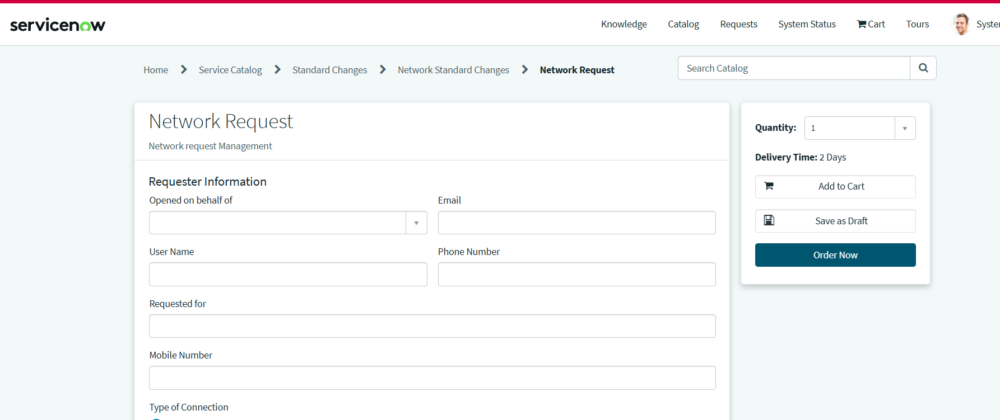 servicenow
Knowledge Catalog Requests System Status Cart Tours
Home Service Catalog Standard Changes Network Standard Changes Network Request
Search Catalog
Network Request
Network request Management
Requester Information
Opened on behalf of
Email
User Name
Phone Number
Requested for
Mobile Number
Type of Connection
Quantity: 1
Delivery Time: 2 Days
Add to Cart
Save as Draft
Order Now